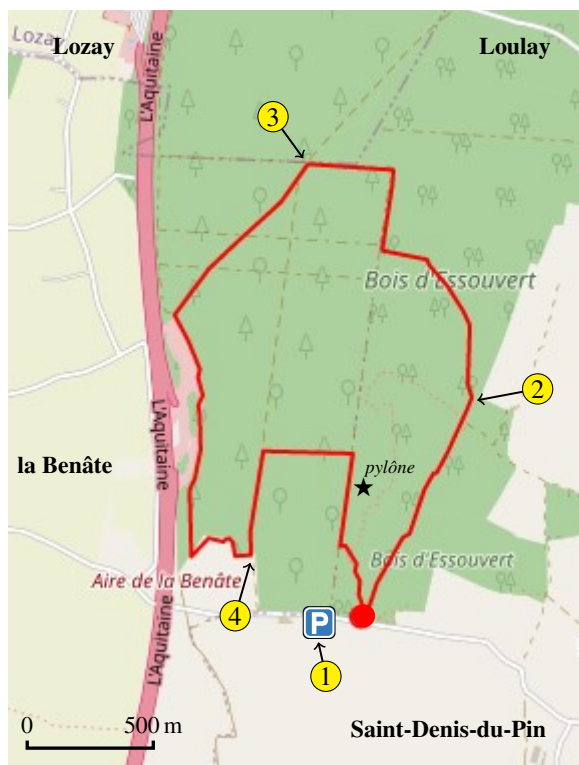 Lozay
Loulay
Loza
L'Aquitaine
3
Bois d'Essouvert
2
L'Aquitaine
la Benâte
pylône
Bois d'Essouvert
Aire de la Benâte
4
P
L'Aquitaine
1
0
500 m
Saint-Denis-du-Pin